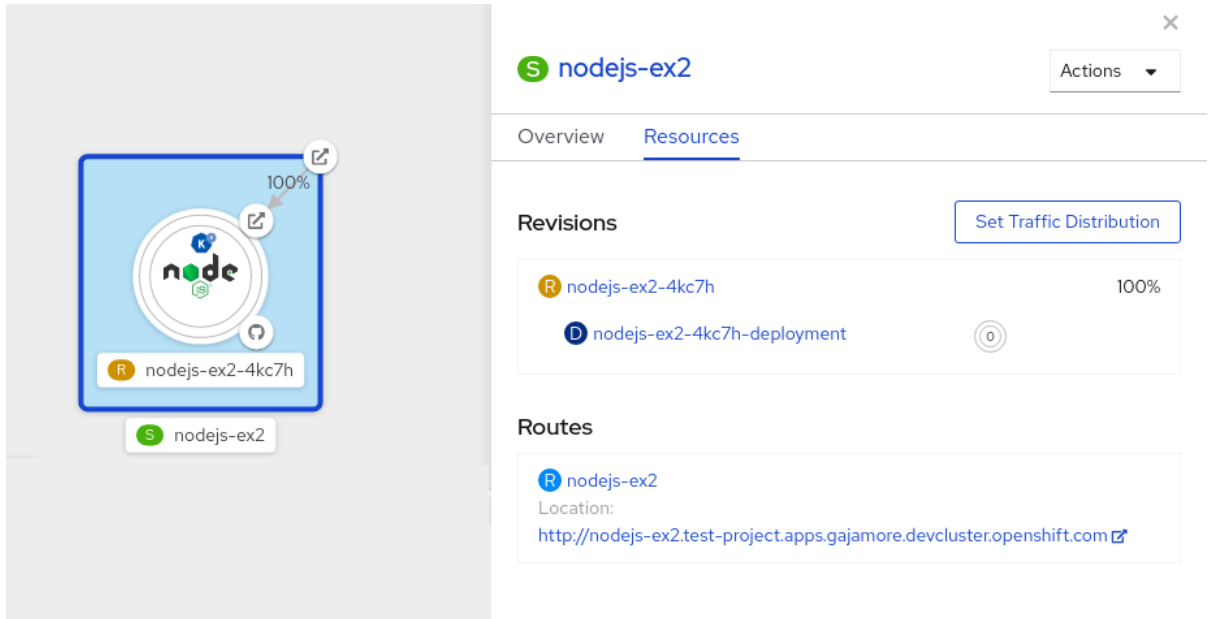 100%
K
node
JS
R nodejs-ex2-4kc7h
S nodejs-ex2
S nodejs-ex2
Actions
Overview Resources
Revisions
Set Traffic Distribution
R nodejs-ex2-4kc7h 100%
D nodejs-ex2-4kc7h-deployment 0
Routes
R nodejs-ex2
Location:
http://nodejs-ex2.test-project.apps.gajamore.devcluster.openshift.com